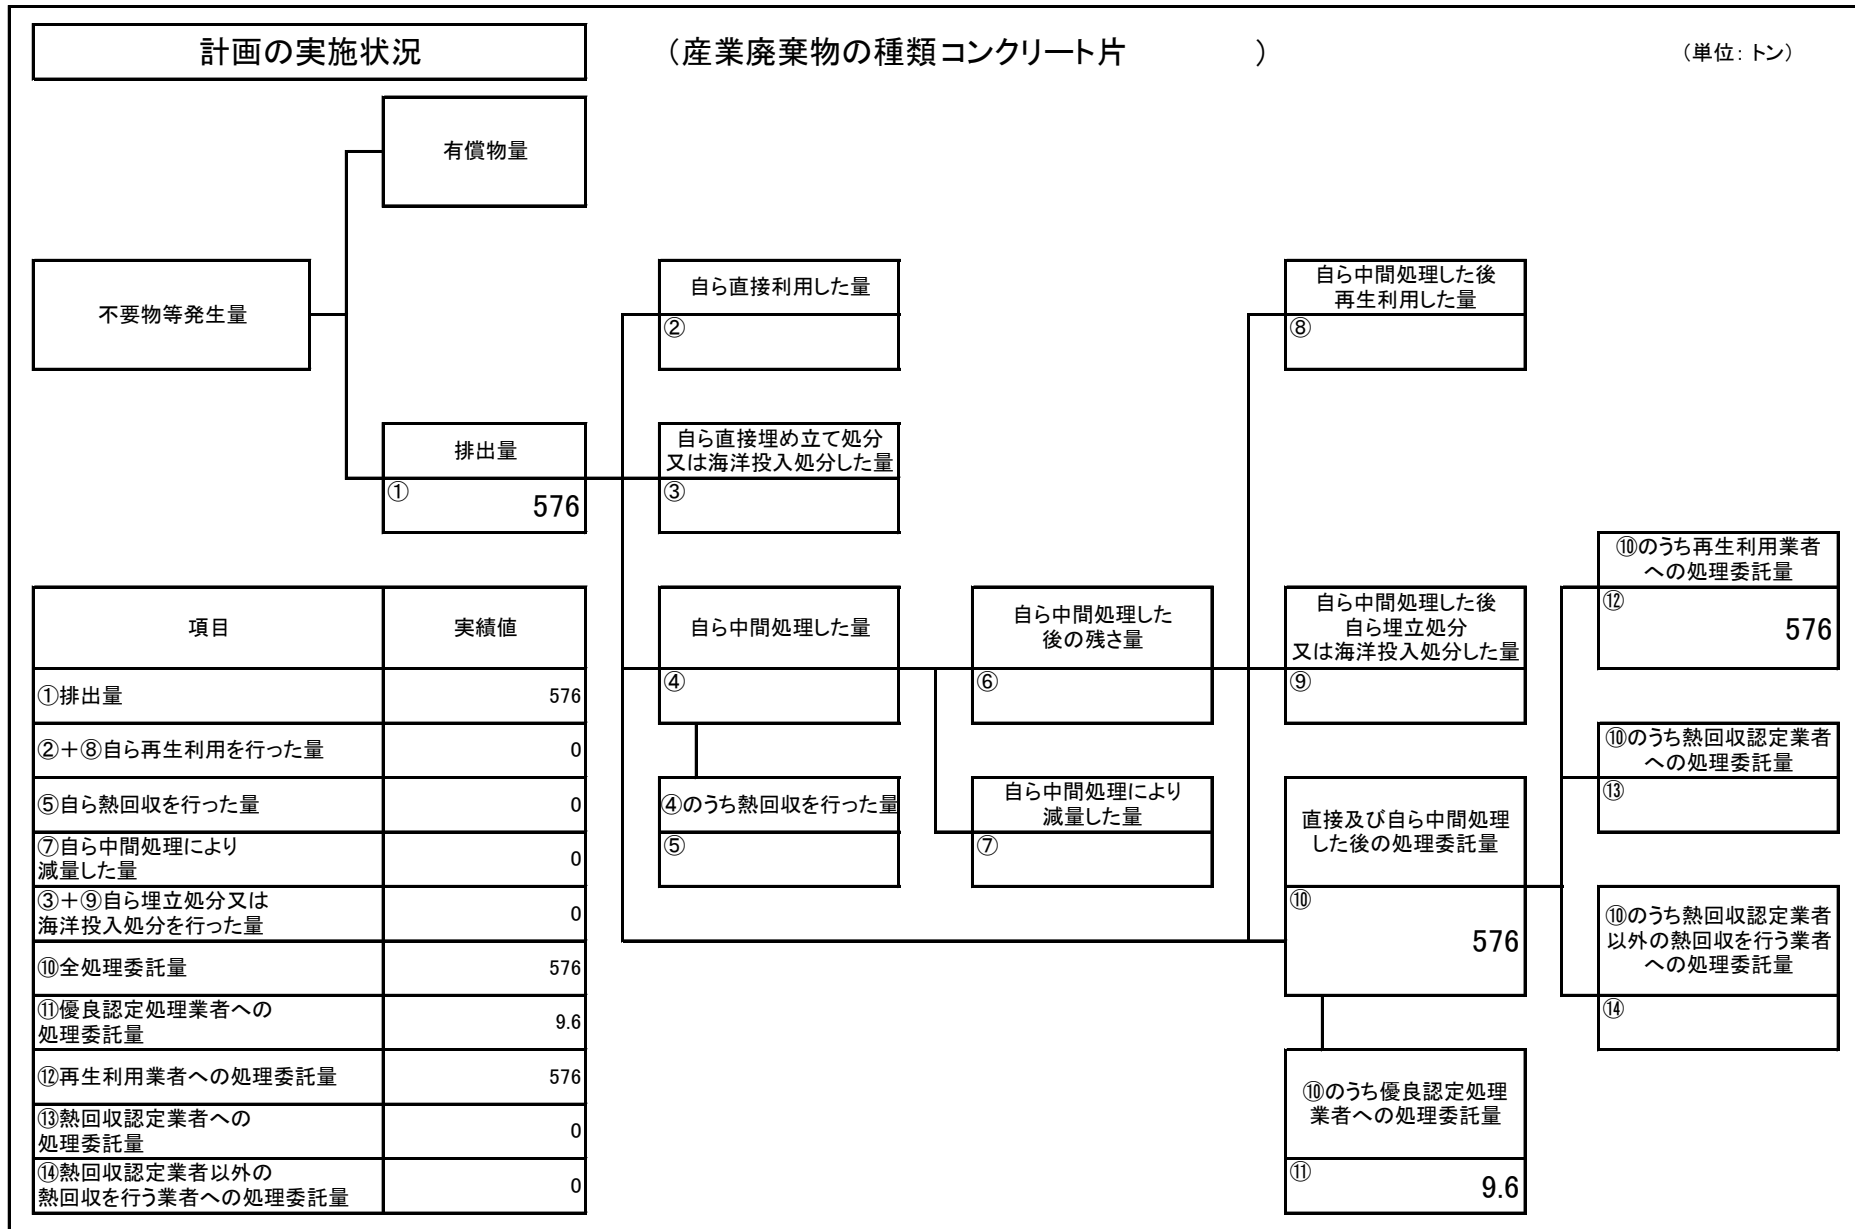 計画の実施状況
（産業廃棄物の種類コンクリート片　　　　　）
（単位：トン）
有償物量
不要物等発生量
自ら直接利用した量
②
自ら中間処理した後
再生利用した量
⑧
排出量
①
576
自ら直接埋め立て処分
又は海洋投入処分した量
③
⑩のうち再生利用業者
への処理委託量
⑫
576
自ら中間処理した量
④
自ら中間処理した
後の残さ量
⑥
自ら中間処理した後
自ら埋立処分
又は海洋投入処分した量
⑨
⑩のうち熱回収認定業者
への処理委託量
⑬
④のうち熱回収を行った量
⑤
自ら中間処理により
減量した量
⑦
直接及び自ら中間処理
した後の処理委託量
⑩
576
⑩のうち熱回収認定業者
以外の熱回収を行う業者
への処理委託量
⑭
⑩のうち優良認定処理
業者への処理委託量
⑪
9.6
項目 実績値
①排出量 576
②＋⑧自ら再生利用を行った量 0
⑤自ら熱回収を行った量 0
⑦自ら中間処理により
減量した量 0
③＋⑨自ら埋立処分又は
海洋投入処分を行った量 0
⑩全処理委託量 576
⑪優良認定処理業者への
処理委託量 9.6
⑫再生利用業者への処理委託量 576
⑬熱回収認定業者への
処理委託量 0
⑭熱回収認定業者以外の
熱回収を行う業者への処理委託量 0